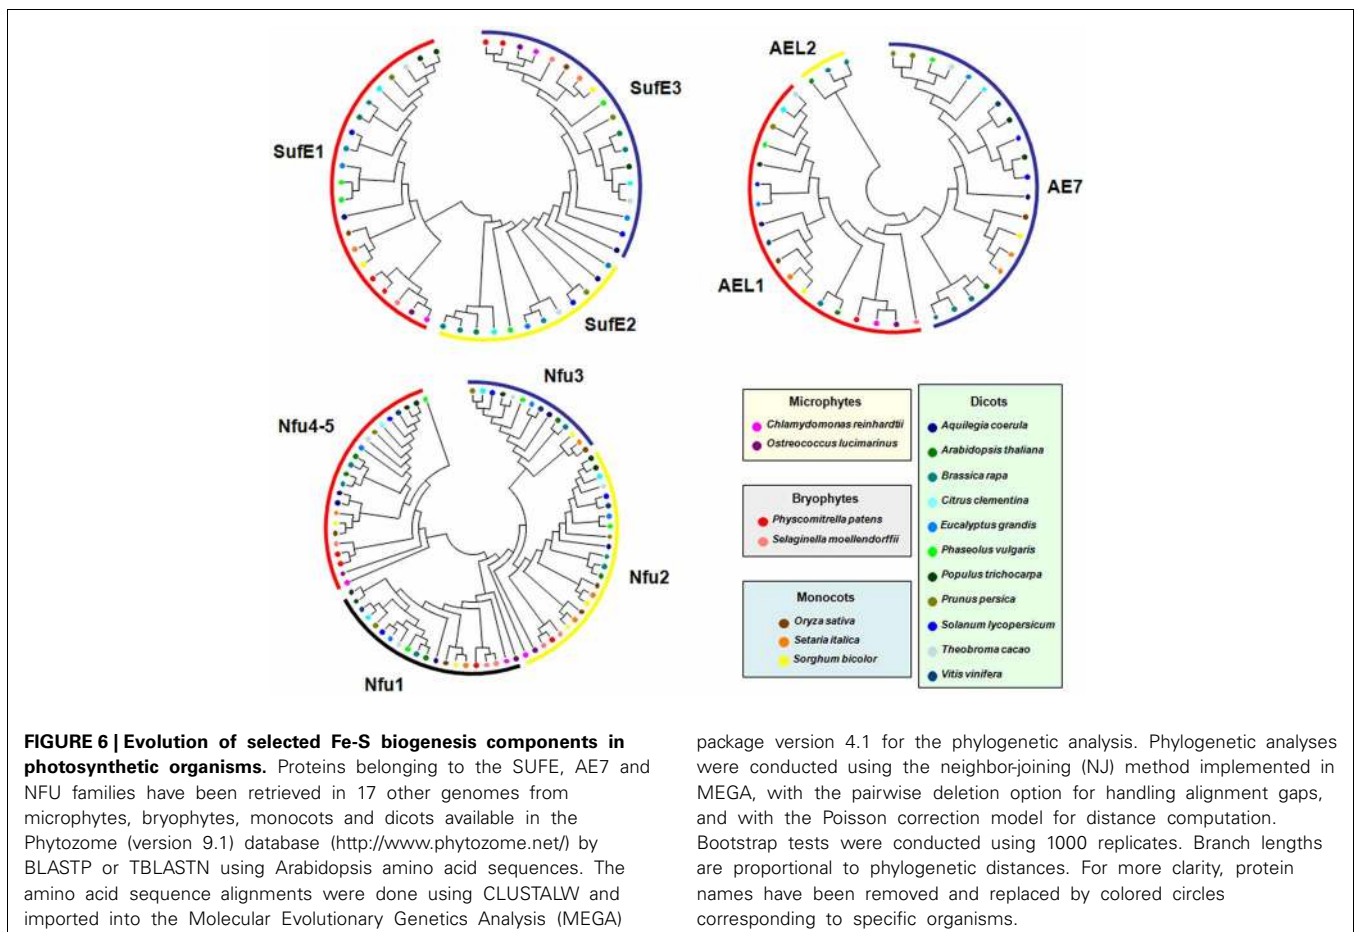 AEL2
SufE3
SufE1
AE7
AEL1
SufE2
Nfu3
Nfu4-5
Nfu2
Nfu1
Microphytes
Chlamydomonas reinhardtii
Ostreococcus lucimarinus
Bryophytes
Physcomitrella patens
Selaginella moellendorffii
Monocots
Oryza sativa
Setaria italica
Sorghum bicolor
Dicots
Aquilegia coerula
Arabidopsis thaliana
Brassica rapa
Citrus clementina
Eucalyptus grandis
Phaseolus vulgaris
Populus trichocarpa
Prunus persica
Solanum lycopersicum
Theobroma cacao
Vitis vinifera
FIGURE 6 | Evolution of selected Fe-S biogenesis components in
photosynthetic organisms. Proteins belonging to the SUFE, AE7 and
NFU families have been retrieved in 17 other genomes from
microphytes, bryophytes, monocots and dicots available in the
Phytozome (version 9.1) database (http://www.phytozome.net/) by
BLASTP or TBLASTN using Arabidopsis amino acid sequences. The
amino acid sequence alignments were done using CLUSTALW and
imported into the Molecular Evolutionary Genetics Analysis (MEGA)
package version 4.1 for the phylogenetic analysis. Phylogenetic analyses
were conducted using the neighbor-joining (NJ) method implemented in
MEGA, with the pairwise deletion option for handling alignment gaps,
and with the Poisson correction model for distance computation.
Bootstrap tests were conducted using 1000 replicates. Branch lengths
are proportional to phylogenetic distances. For more clarity, protein
names have been removed and replaced by colored circles
corresponding to specific organisms.